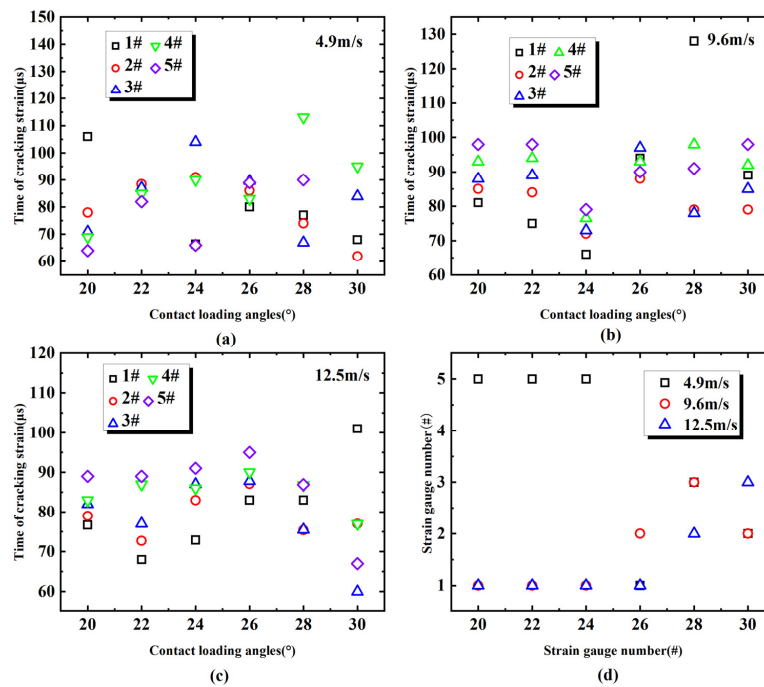 150
140
130
120
110
100
90
80
70
60
Time of cracking strain(μs)
1# 4#
2# 5#
3#
4.9m/s
20 22 24 26 28 30
Contact loading angles(°)
(a)
130
120
110
100
90
80
70
60
Time of cracking strain(μs)
1# 4#
2# 5#
3#
9.6m/s
20 22 24 26 28 30
Contact loading angles(°)
(b)
120
110
100
90
80
70
60
Time of cracking strain(μs)
1# 4#
2# 5#
3#
12.5m/s
20 22 24 26 28 30
Contact loading angles(°)
(c)
5
4
3
2
1
Strain gauge number(#)
4.9m/s
9.6m/s
12.5m/s
20 22 24 26 28 30
Strain gauge number(#)
(d)